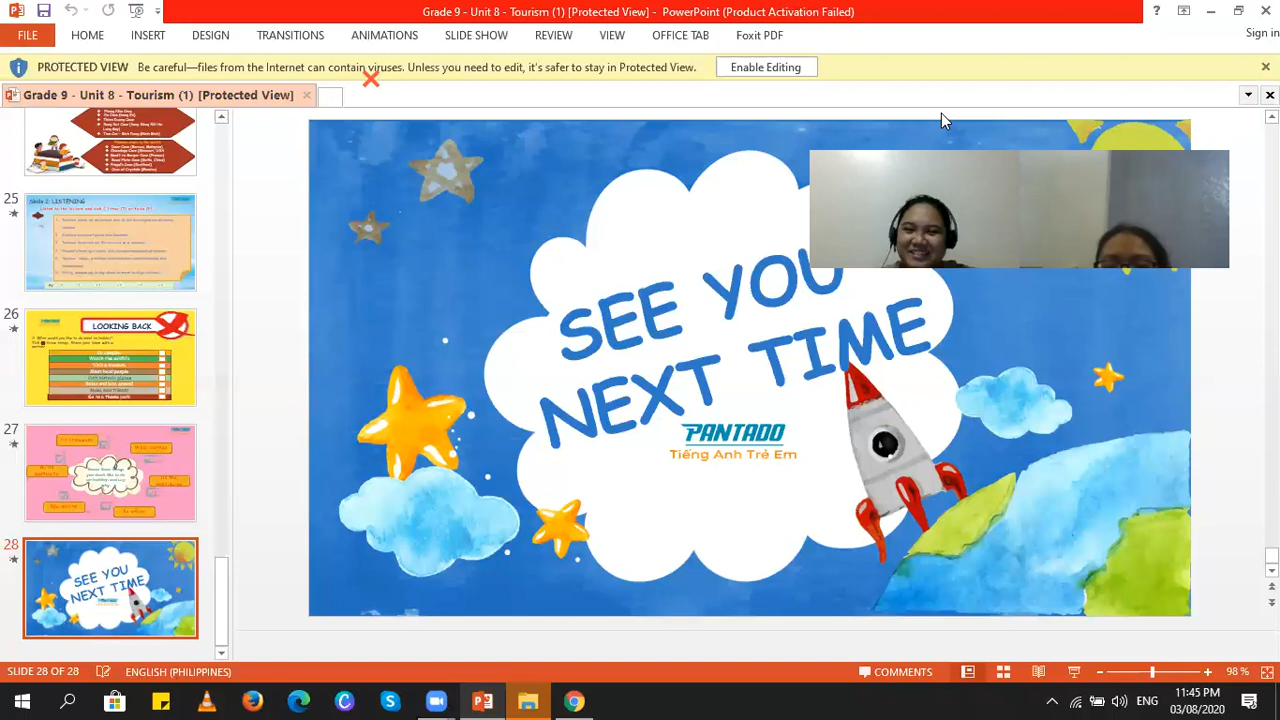 Grade 9 - Unit 8 - Tourism (1) [Protected View] - PowerPoint (Product Activation Failed)
Sign in
FILE HOME INSERT DESIGN TRANSITIONS ANIMATIONS SLIDE SHOW REVIEW VIEW OFFICE TAB Foxit PDF
PROTECTED VIEW Be careful—files from the Internet can contain viruses. Unless you need to edit, it's safer to stay in Protected View. Enable Editing
Grade 9 - Unit 8 - Tourism (1) [Protected View]
25
Slide 2: LISTENING
26
LOOKING BACK
27
28
SEE YOU
NEXT TIME
SEE YOU
NEXT TIME
PANTADO
Tiếng Anh Trẻ Em
SLIDE 28 OF 28 ENGLISH (PHILIPPINES) COMMENTS 98 %
ENG
11:45 PM
03/08/2020